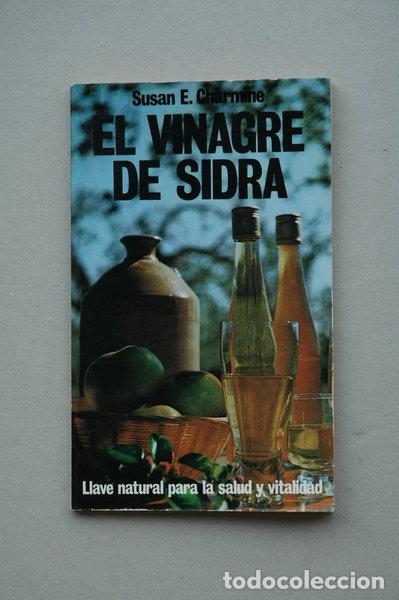 Susan E. Charmine
EL VINAGRE
DE SIDRA
Llave natural para la salud y vitalidad
todocoleccion